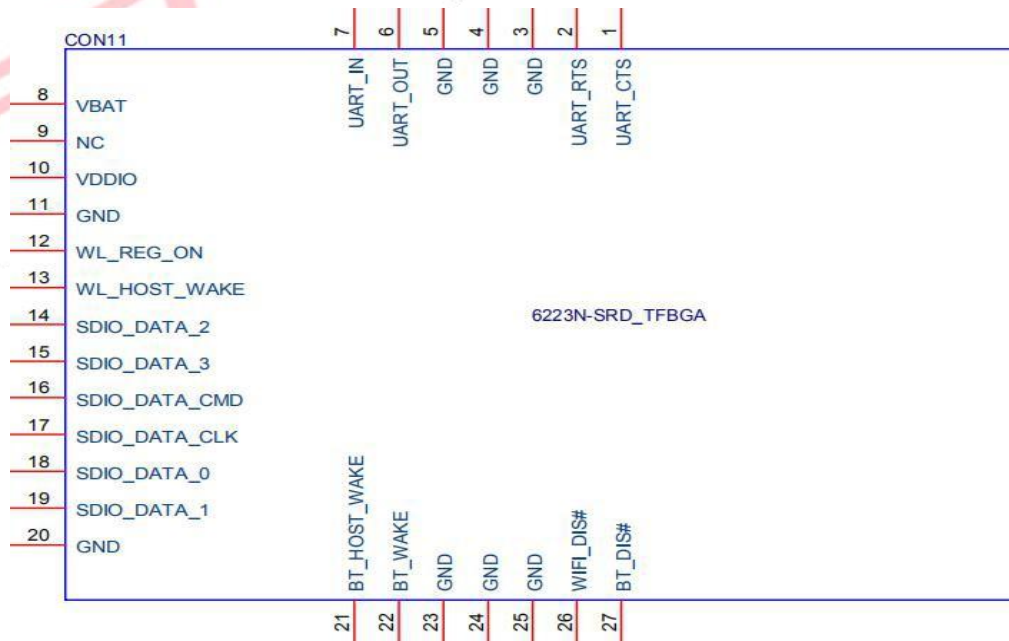 CON11
7
6
5
4
3
2
1
UART_IN
UART_OUT
GND
GND
GND
UART_RTS
UART_CTS
8 VBAT
9 NC
10 VDDIO
11 GND
12 WL_REG_ON
13 WL_HOST_WAKE
14 SDIO_DATA_2
15 SDIO_DATA_3
16 SDIO_DATA_CMD
17 SDIO_DATA_CLK
18 SDIO_DATA_0
19 SDIO_DATA_1
20 GND
6223N-SRD_TFBGA
BT_HOST_WAKE
BT_WAKE
GND
GND
GND
WIFI_DIS#
BT_DIS#
21
22
23
24
25
26
27